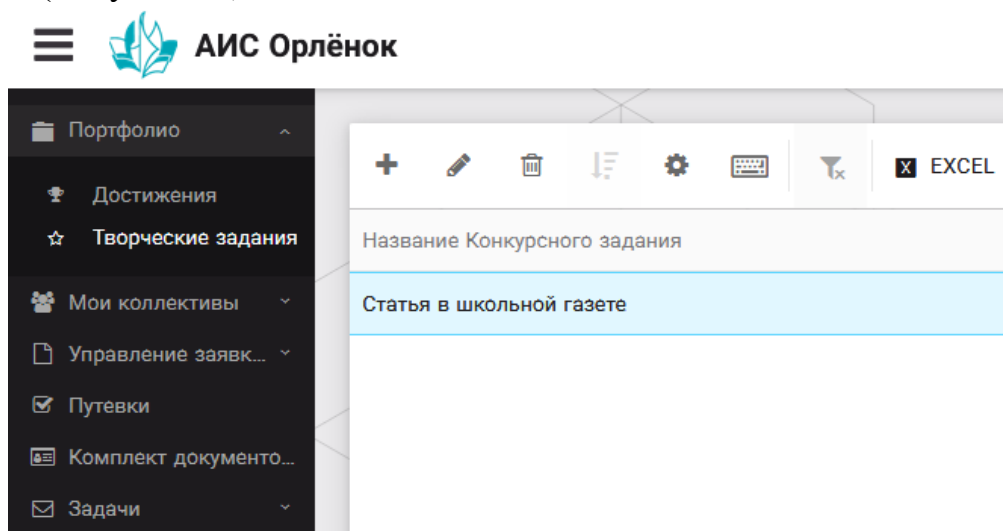 АИС Орлёнок
Портфолио
Достижения
Творческие задания
Мои коллективы
Управление заявк...
Путевки
Комплект документо...
Задачи
X EXCEL
Название Конкурсного задания
Статья в школьной газете